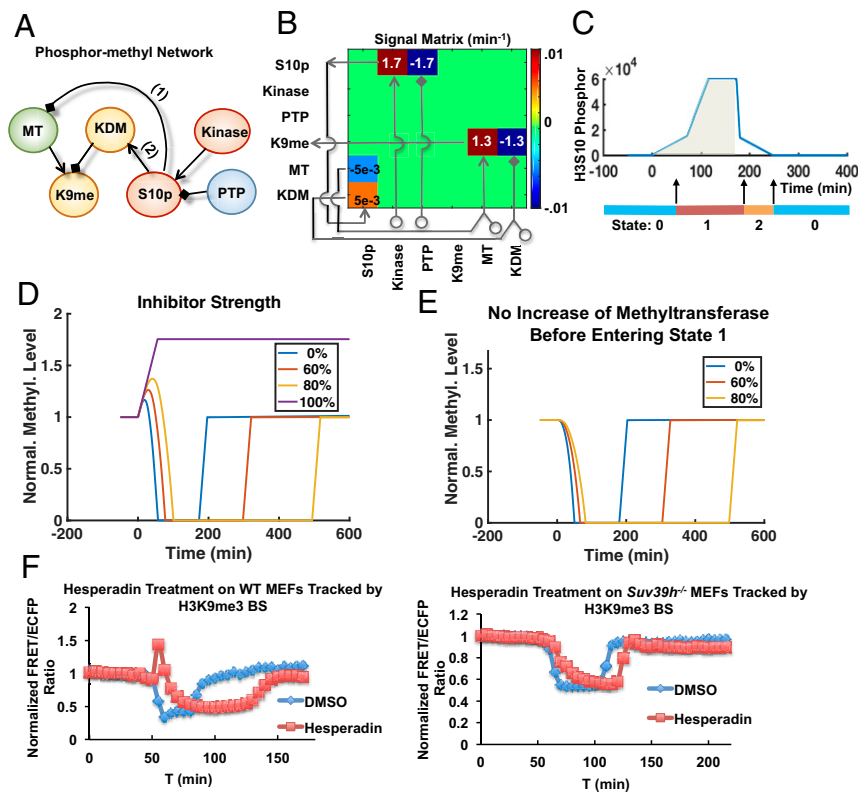 A
Phosphor-methyl Network
(1)
MT
KDM
Kinase
(2)
K9me
S10p
PTP
B
Signal Matrix (min-1)
S10p
Kinase
PTP
K9me
MT
KDM
1.7
-1.7
1.3
-1.3
-5e-3
5e-3
.01
0
-.01
S10p
Kinase
PTP
K9me
MT
KDM
C
×10⁴
H3S10 Phosphor
6
4
2
0
-100
0
100
200
300
400
Time (min)
State: 0
1
2
0
D
Inhibitor Strength
Normal. Methyl. Level
2
1.5
1
0.5
0
0%
60%
80%
100%
-200
0
200
400
600
Time (min)
E
No Increase of Methyltransferase
Before Entering State 1
Normal. Methyl. Level
1.5
1
0.5
0
0%
60%
80%
-200
0
200
400
600
Time (min)
F
Hesperadin Treatment on WT MEFs Tracked by
H3K9me3 BS
Normalized FRET/ECFP
Ratio
2
1.5
1
0.5
0
DMSO
Hesperadin
0
50
100
150
T (min)
Hesperadin Treatment on Suv39h-/- MEFs Tracked by
H3K9me3 BS
Normalized FRET/ECFP
Ratio
1.2
1
0.8
0.6
0.4
0.2
0
DMSO
Hesperadin
0
50
100
150
200
T (min)